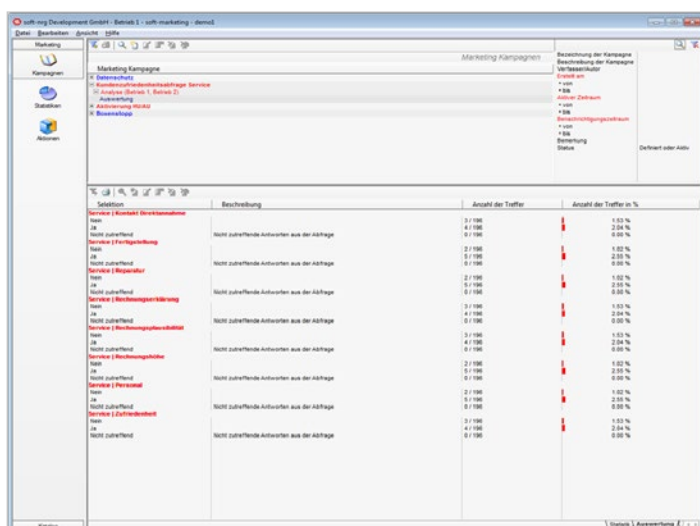 soft-nrg Development GmbH - Betrieb 1 - soft-marketing - demo1
Datei Bearbeiten Ansicht Hilfe
Marketing
Kampagnen
Statistiken
Aktionen
Marketing Kampagnen
Marketing Kampagne
Datenschutz
Kundenzufriedenheitsabfrage Service
Analyse (Betrieb 1, Betrieb 2)
Auswertung
Aktivierung HU/AU
Boxenstopp
Bezeichnung der Kampagne
Beschreibung der Kampagne
Verfasser/Autor
Erstellt am
• von
• bis
Aktiver Zeitraum
• von
• bis
Benachrichtigungszeitraum
• von
• bis
Bemerkung
Status Definiert oder Aktiv
Selektion Beschreibung Anzahl der Treffer Anzahl der Treffer in %
Service | Kontakt Direktannahme
Nein 3 / 196 1.53 %
Ja 4 / 196 2.04 %
Nicht zutreffend Nicht zutreffende Antworten aus der Abfrage 0 / 196 0.00 %
Service | Fertigstellung
Nein 2 / 196 1.02 %
Ja 5 / 196 2.55 %
Nicht zutreffend Nicht zutreffende Antworten aus der Abfrage 0 / 196 0.00 %
Service | Reparatur
Nein 2 / 196 1.02 %
Ja 5 / 196 2.55 %
Nicht zutreffend Nicht zutreffende Antworten aus der Abfrage 0 / 196 0.00 %
Service | Rechnungserklärung
Nein 3 / 196 1.53 %
Ja 4 / 196 2.04 %
Nicht zutreffend Nicht zutreffende Antworten aus der Abfrage 0 / 196 0.00 %
Service | Rechnungsplausibilität
Nein 3 / 196 1.53 %
Ja 4 / 196 2.04 %
Nicht zutreffend Nicht zutreffende Antworten aus der Abfrage 0 / 196 0.00 %
Service | Rechnungshöhe
Nein 2 / 196 1.02 %
Ja 5 / 196 2.55 %
Nicht zutreffend Nicht zutreffende Antworten aus der Abfrage 0 / 196 0.00 %
Service | Personal
Nein 2 / 196 1.02 %
Ja 5 / 196 2.55 %
Nicht zutreffend Nicht zutreffende Antworten aus der Abfrage 0 / 196 0.00 %
Service | Zufriedenheit
Nein 3 / 196 1.53 %
Ja 4 / 196 2.04 %
Nicht zutreffend Nicht zutreffende Antworten aus der Abfrage 0 / 196 0.00 %
Statistik Auswertung